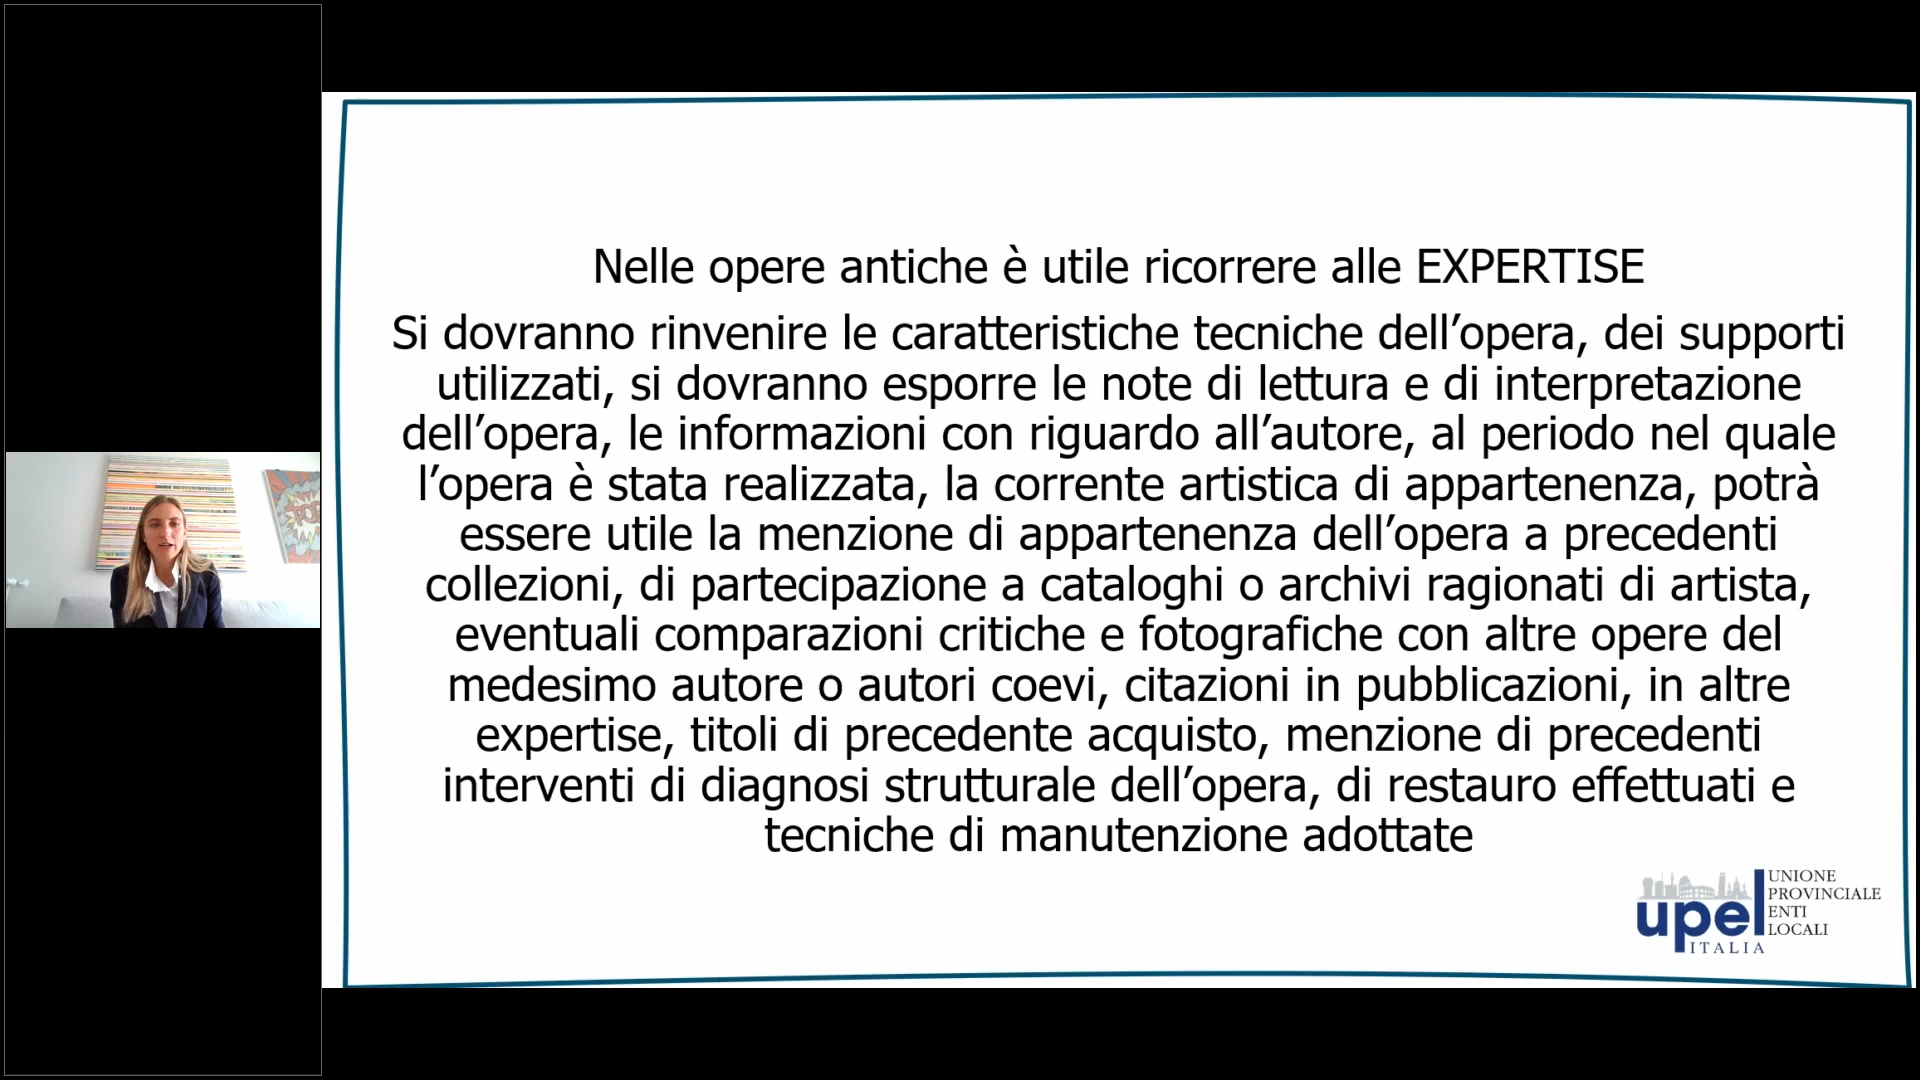 Nelle opere antiche è utile ricorrere alle EXPERTISE
Si dovranno rinvenire le caratteristiche tecniche dell’opera, dei supporti
utilizzati, si dovranno esporre le note di lettura e di interpretazione
dell’opera, le informazioni con riguardo all’autore, al periodo nel quale
l’opera è stata realizzata, la corrente artistica di appartenenza, potrà
essere utile la menzione di appartenenza dell’opera a precedenti
collezioni, di partecipazione a cataloghi o archivi ragionati di artista,
eventuali comparazioni critiche e fotografiche con altre opere del
medesimo autore o autori coevi, citazioni in pubblicazioni, in altre
expertise, titoli di precedente acquisto, menzione di precedenti
interventi di diagnosi strutturale dell’opera, di restauro effettuati e
tecniche di manutenzione adottate
upel
ITALIA
UNIONE
PROVINCIALE
ENTI
LOCALI